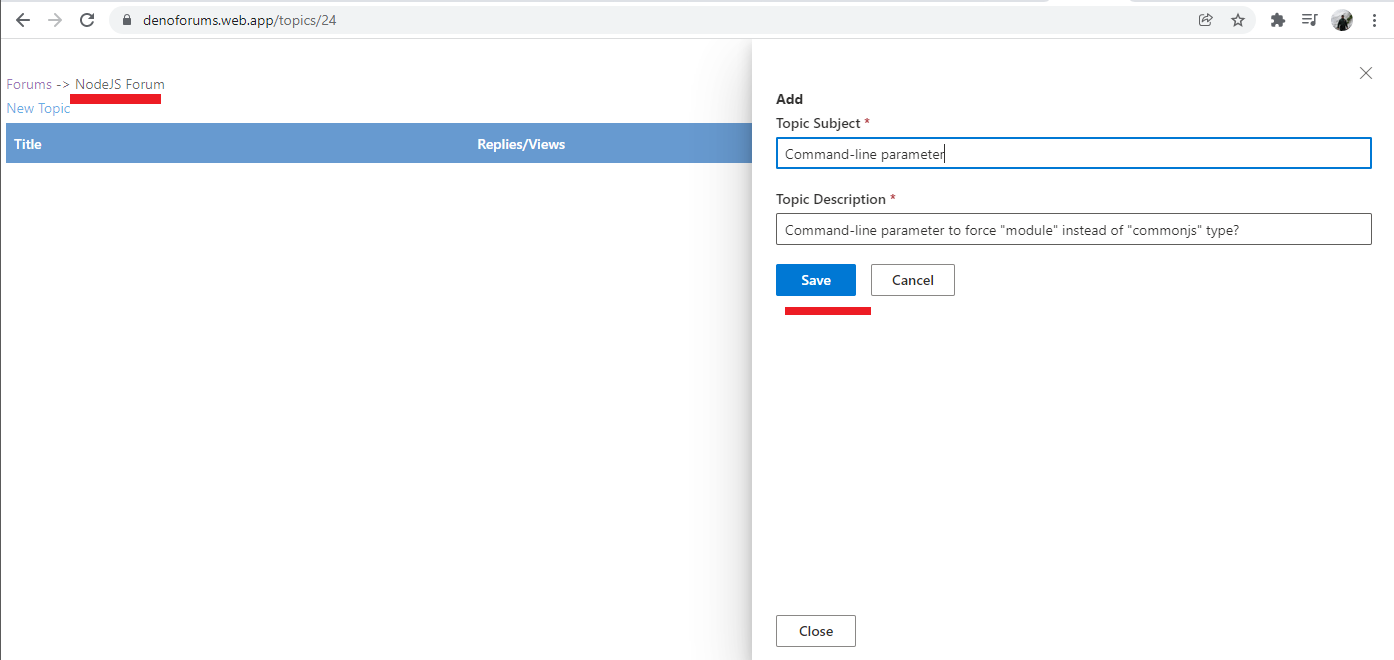 denoforums.web.app/topics/24
Forums -> NodeJS Forum
New Topic
Title Replies/Views
Add
Topic Subject *
Command-line parameter
Topic Description *
Command-line parameter to force "module" instead of "commonjs" type?
Save Cancel
Close